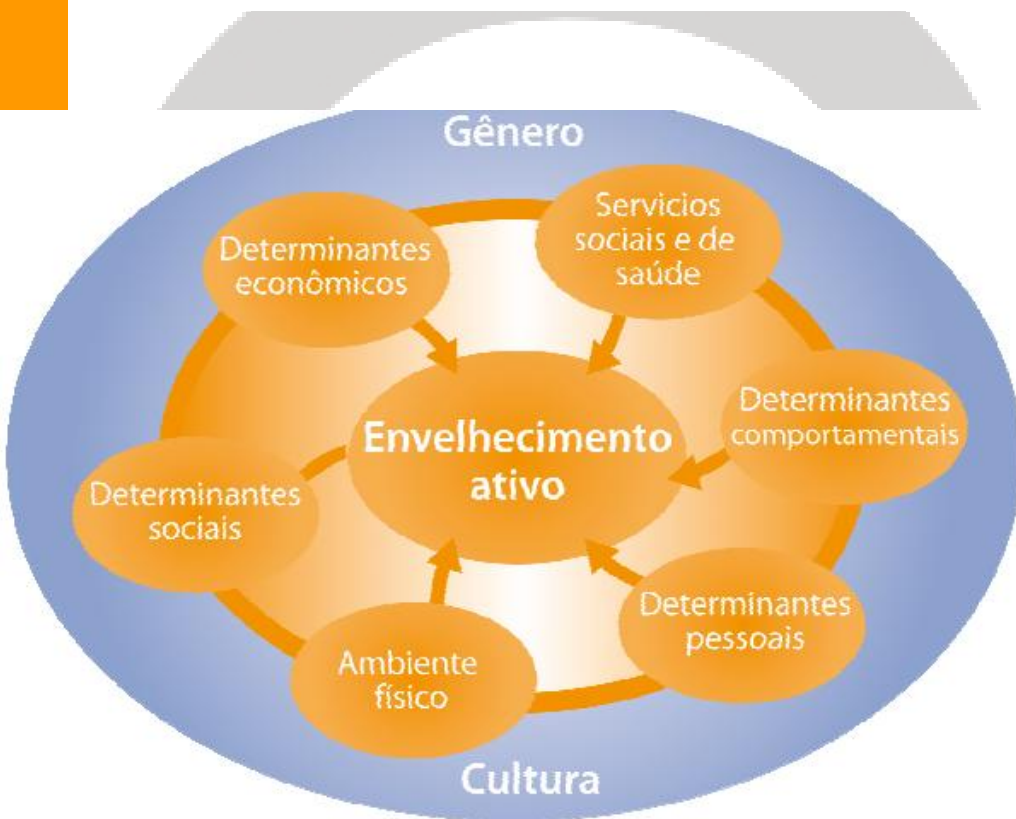 Gênero
Determinantes
econômicos
Servicios
sociais e de
saúde
Determinantes
comportamentais
Envelhecimento
ativo
Determinantes
sociais
Determinantes
pessoais
Ambiente
físico
Cultura